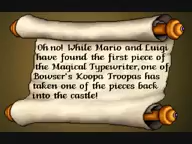 Oh no! While Mario and Luigi
have found the first piece of
the Magical Typewriter, one of
Bowser's Koopa Troopas has
taken one of the pieces back
into the castle!